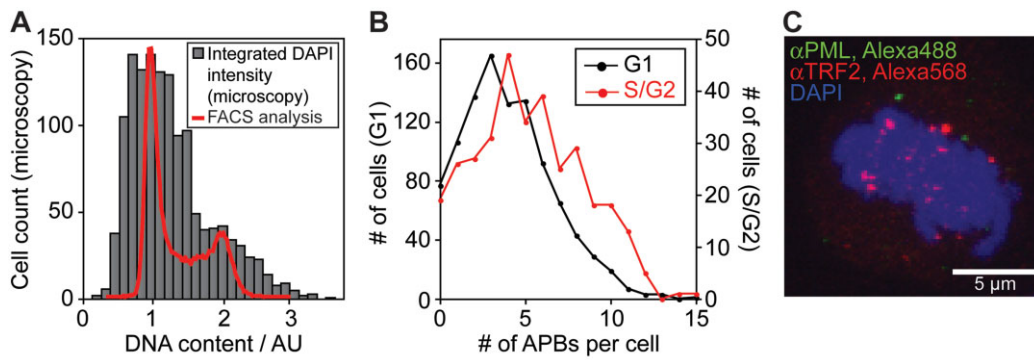 A
150
100
50
0
Cell count (microscopy)
Integrated DAPI
intensity
(microscopy)
FACS analysis
0 1 2 3
DNA content / AU
B
160
120
80
40
0
# of cells (G1)
G1
S/G2
50
40
30
20
10
0
# of cells (S/G2)
0 5 10 15
# of APBs per cell
C
αPML, Alexa488
αTRF2, Alexa568
DAPI
5 µm